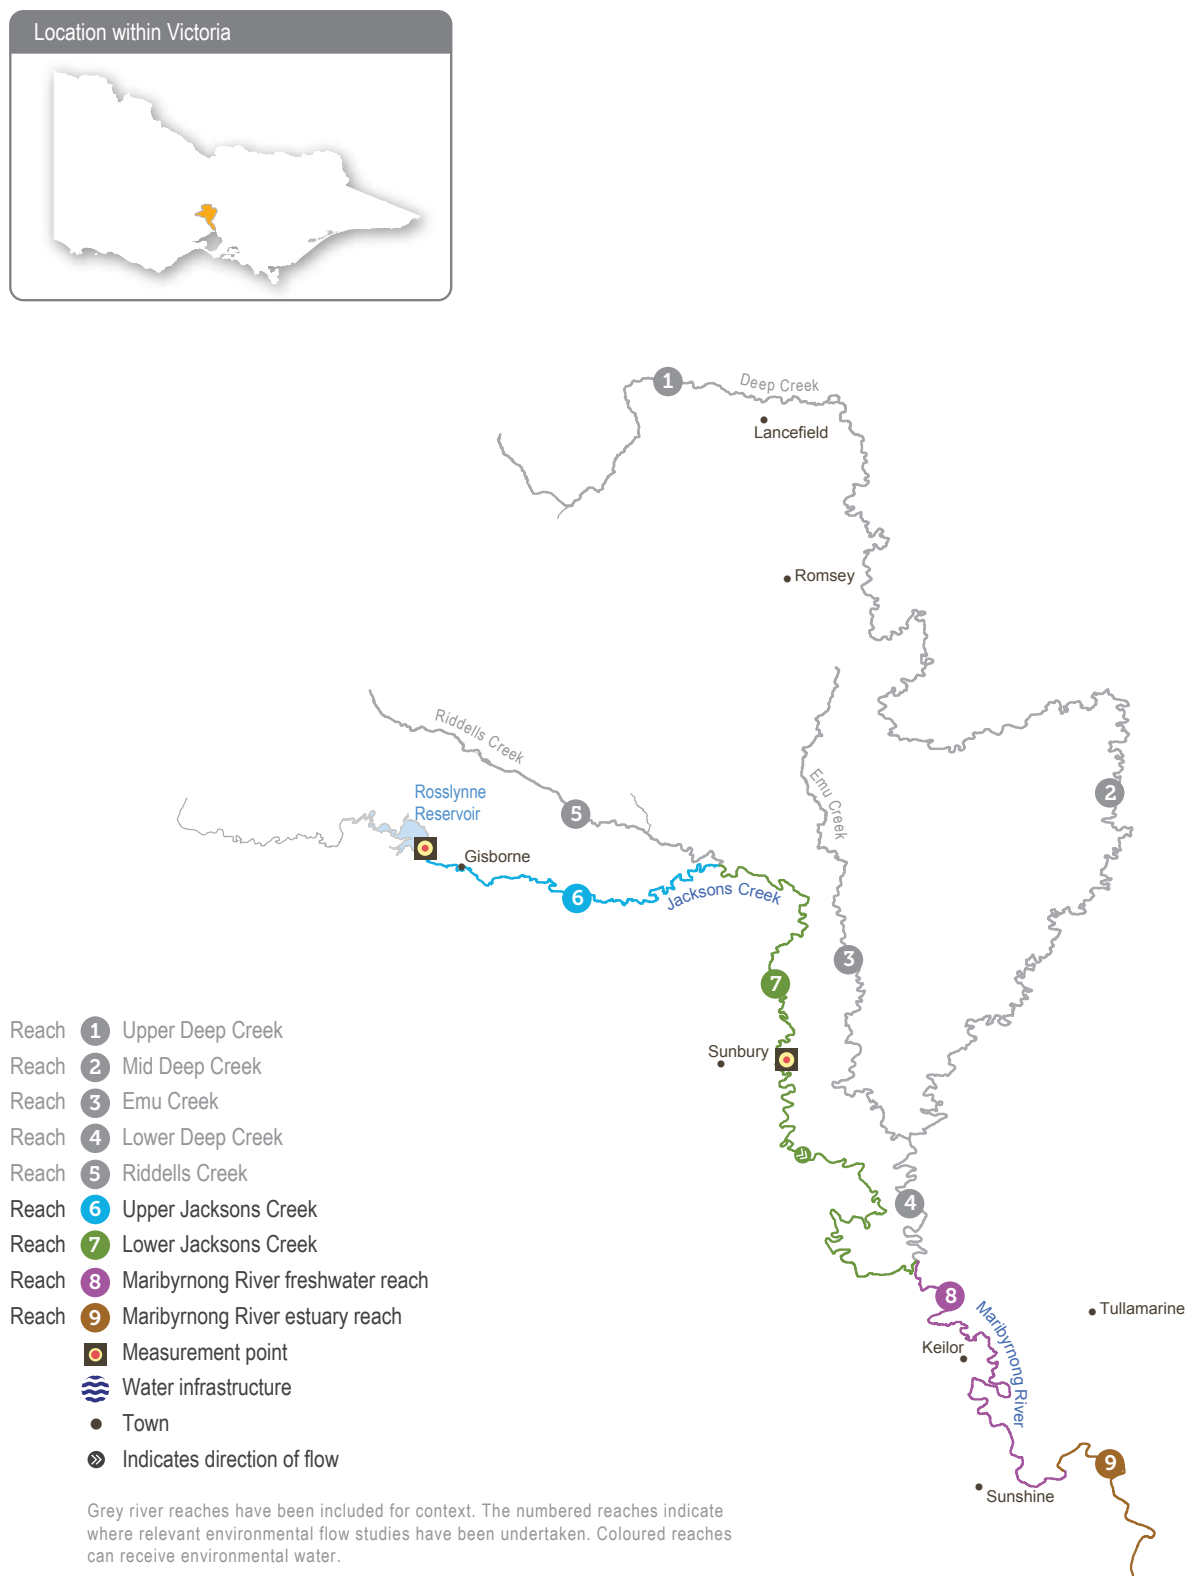 Location within Victoria
1
Deep Creek
Lancefield
Romsey
Riddells Creek
Emu Creek
2
Rosslynne
Reservoir
5
Gisborne
6
Jacksons Creek
3
7
Sunbury
4
8
Maribyrnong River
Tullamarine
Keilor
9
Sunshine
Reach 1 Upper Deep Creek
Reach 2 Mid Deep Creek
Reach 3 Emu Creek
Reach 4 Lower Deep Creek
Reach 5 Riddells Creek
Reach 6 Upper Jacksons Creek
Reach 7 Lower Jacksons Creek
Reach 8 Maribyrnong River freshwater reach
Reach 9 Maribyrnong River estuary reach
Measurement point
Water infrastructure
Town
Indicates direction of flow
Grey river reaches have been included for context. The numbered reaches indicate
where relevant environmental flow studies have been undertaken. Coloured reaches
can receive environmental water.